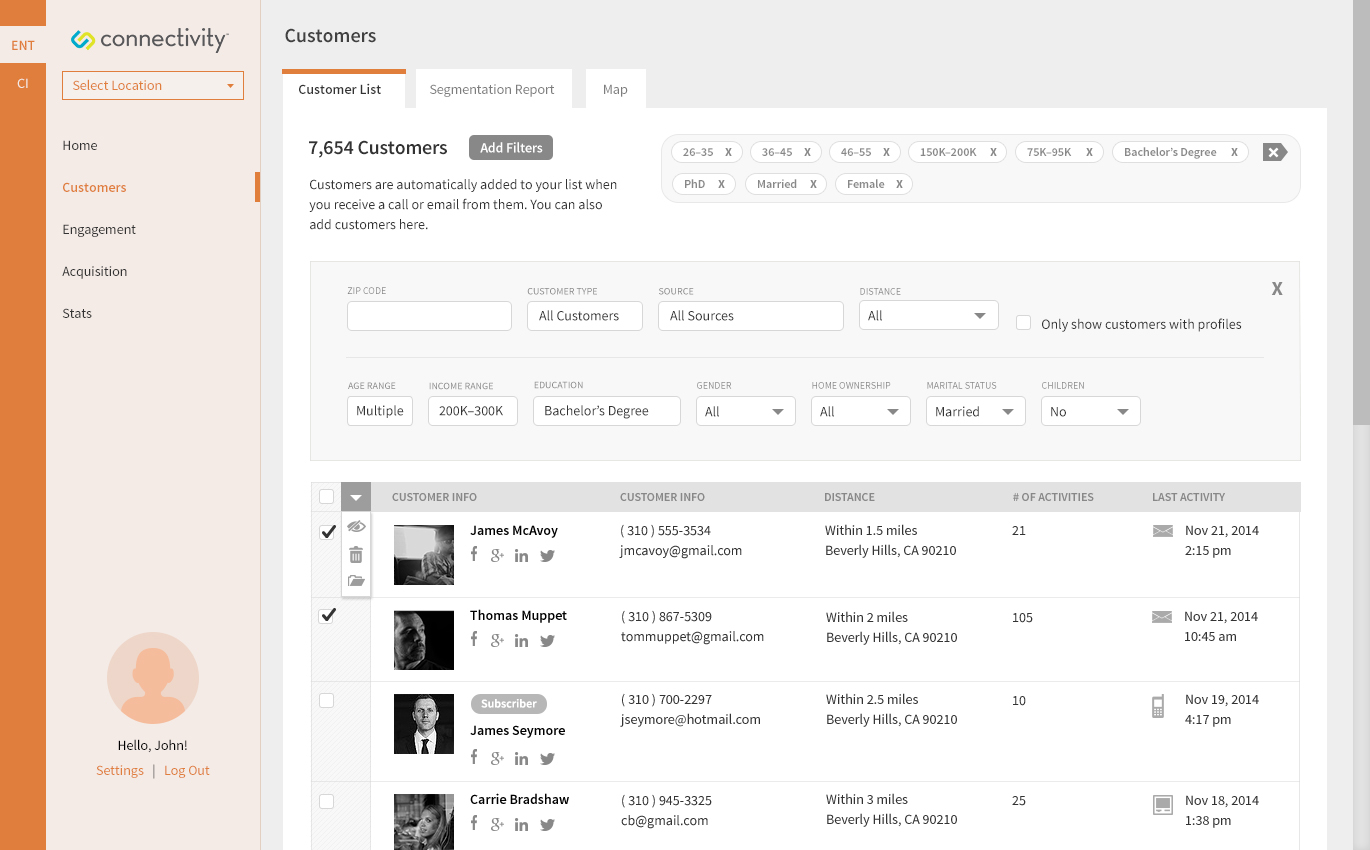 ENT
CI
connectivity
Select Location
Home
Customers
Engagement
Acquisition
Stats
Hello, John!
Settings | Log Out
Customers
Customer List
Segmentation Report
Map
7,654 Customers
Add Filters
Customers are automatically added to your list when
you receive a call or email from them. You can also
add customers here.
26–35 X
36–45 X
46–55 X
150K–200K X
75K–95K X
Bachelor’s Degree X
PhD X
Married X
Female X
X
ZIP CODE
CUSTOMER TYPE
All Customers
SOURCE
All Sources
DISTANCE
All
Only show customers with profiles
AGE RANGE
Multiple
INCOME RANGE
200K–300K
EDUCATION
Bachelor’s Degree
GENDER
All
HOME OWNERSHIP
All
MARITAL STATUS
Married
CHILDREN
No
CUSTOMER INFO CUSTOMER INFO DISTANCE # OF ACTIVITIES LAST ACTIVITY
James McAvoy
( 310 ) 555-3534
jmcavoy@gmail.com
Within 1.5 miles
Beverly Hills, CA 90210
21
Nov 21, 2014
2:15 pm
Thomas Muppet
( 310 ) 867-5309
tommuppet@gmail.com
Within 2 miles
Beverly Hills, CA 90210
105
Nov 21, 2014
10:45 am
Subscriber
James Seymore
( 310 ) 700-2297
jseymore@hotmail.com
Within 2.5 miles
Beverly Hills, CA 90210
10
Nov 19, 2014
4:17 pm
Carrie Bradshaw
( 310 ) 945-3325
cb@gmail.com
Within 3 miles
Beverly Hills, CA 90210
25
Nov 18, 2014
1:38 pm